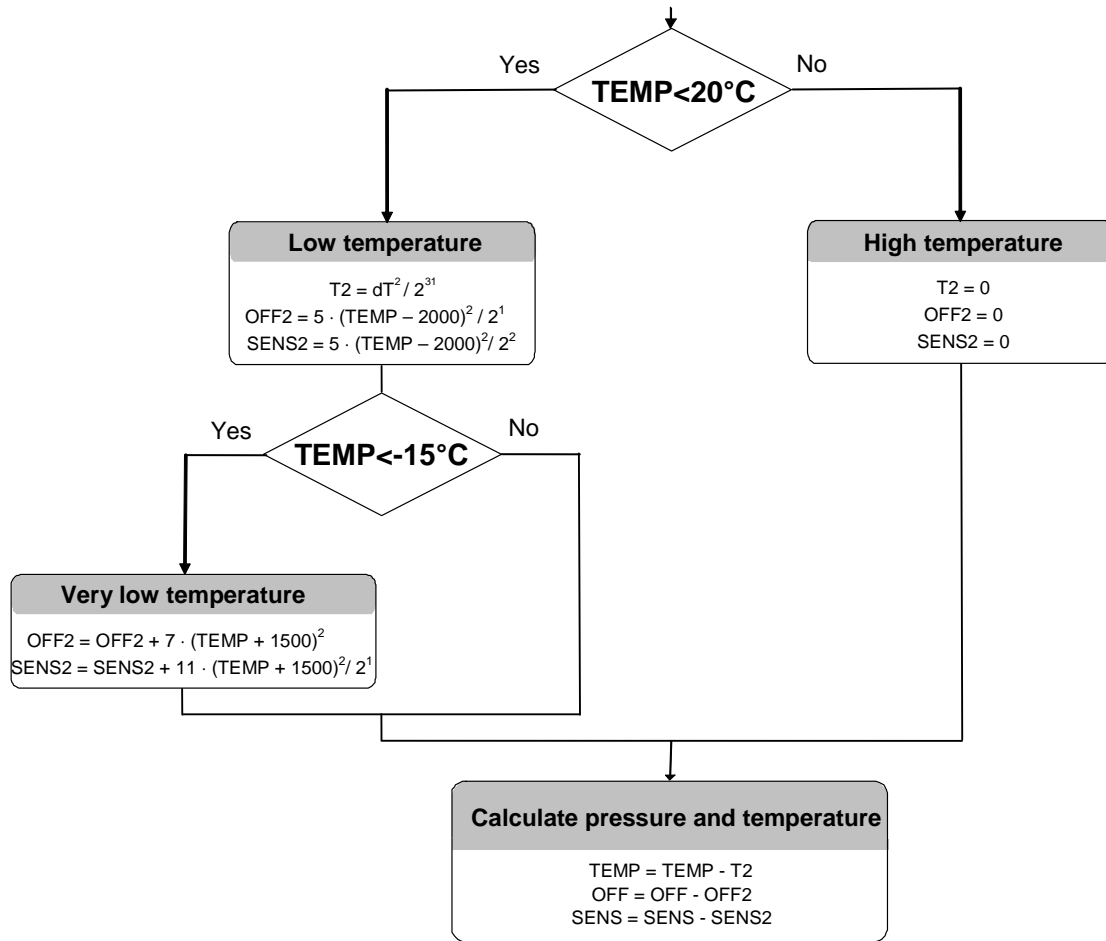 Yes
No
TEMP<20°C
Low temperature
T2 = dT² / 2³¹
OFF2 = 5 · (TEMP – 2000)² / 2¹
SENS2 = 5 · (TEMP – 2000)²/ 2²
High temperature
T2 = 0
OFF2 = 0
SENS2 = 0
Yes
No
TEMP<-15°C
Very low temperature
OFF2 = OFF2 + 7 · (TEMP + 1500)²
SENS2 = SENS2 + 11 · (TEMP + 1500)²/ 2¹
Calculate pressure and temperature
TEMP = TEMP - T2
OFF = OFF - OFF2
SENS = SENS - SENS2